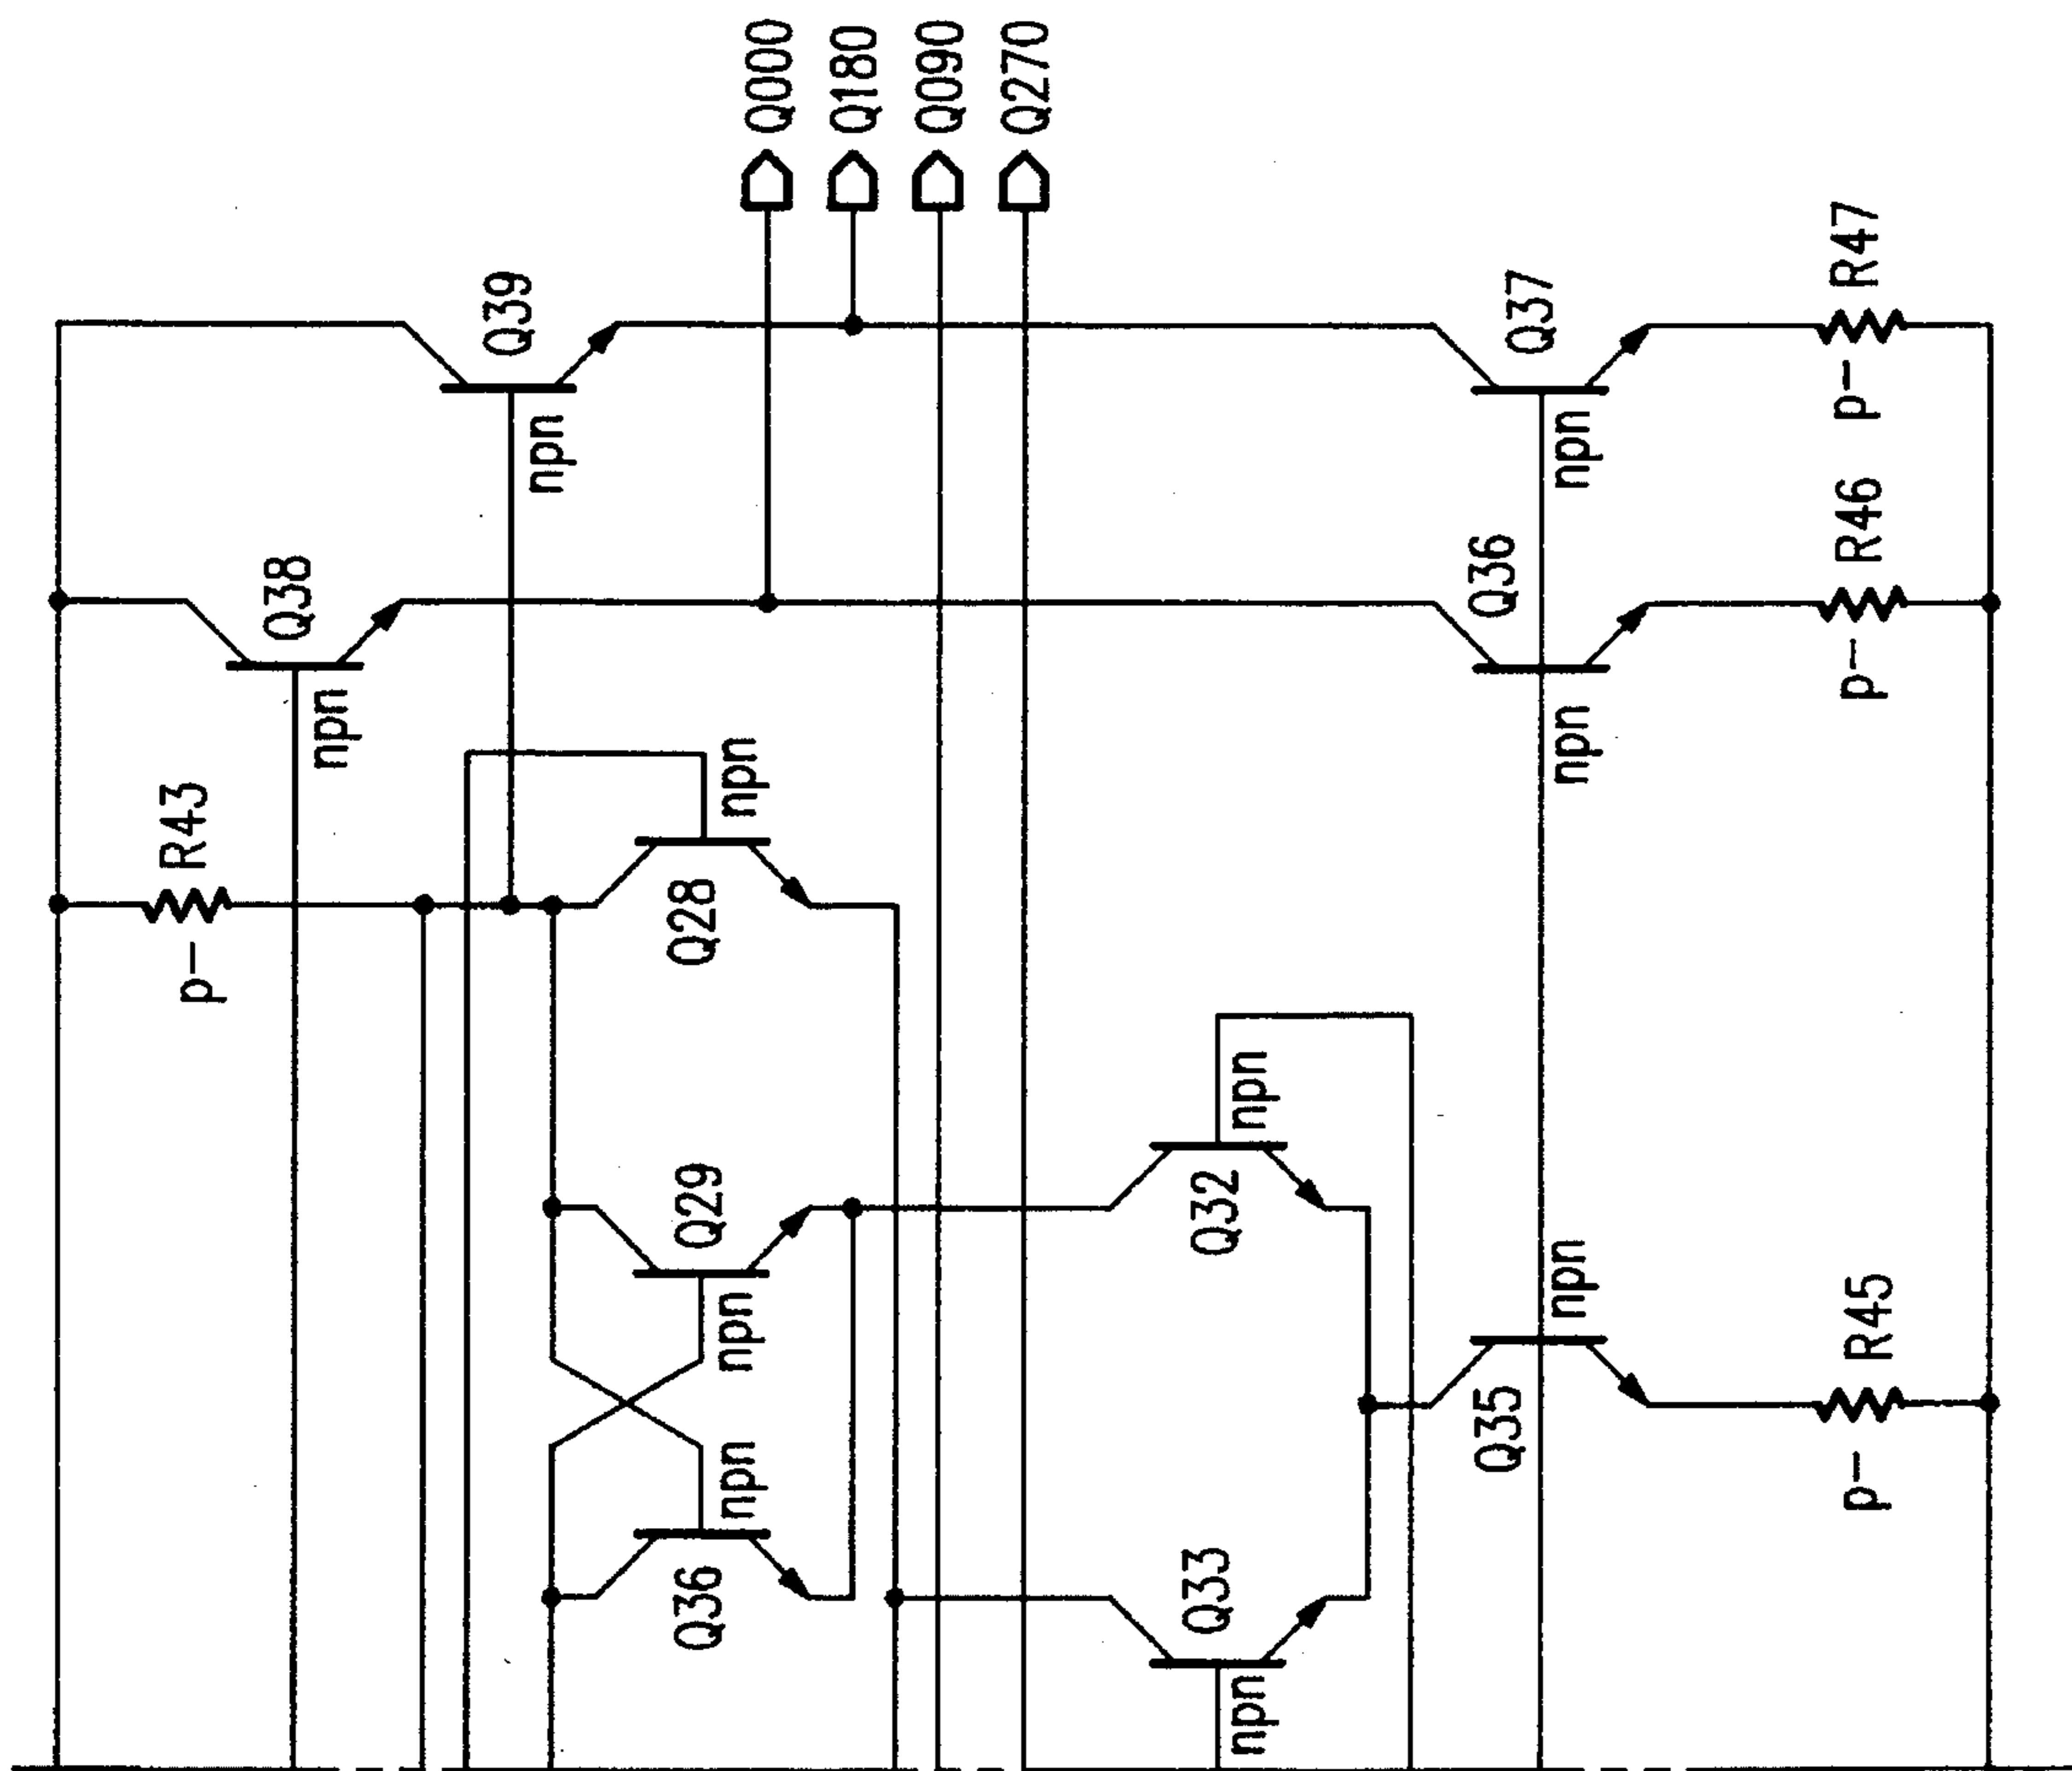 Q000
Q180
Q090
Q270
Q39
npn
Q37
npn
R47
p-
Q38
npn
Q36
npn
R46
p-
R43
p-
npn
Q28
npn
Q32
Q29
npn
npn
Q35
R45
p-
npn
Q36
Q33
npn